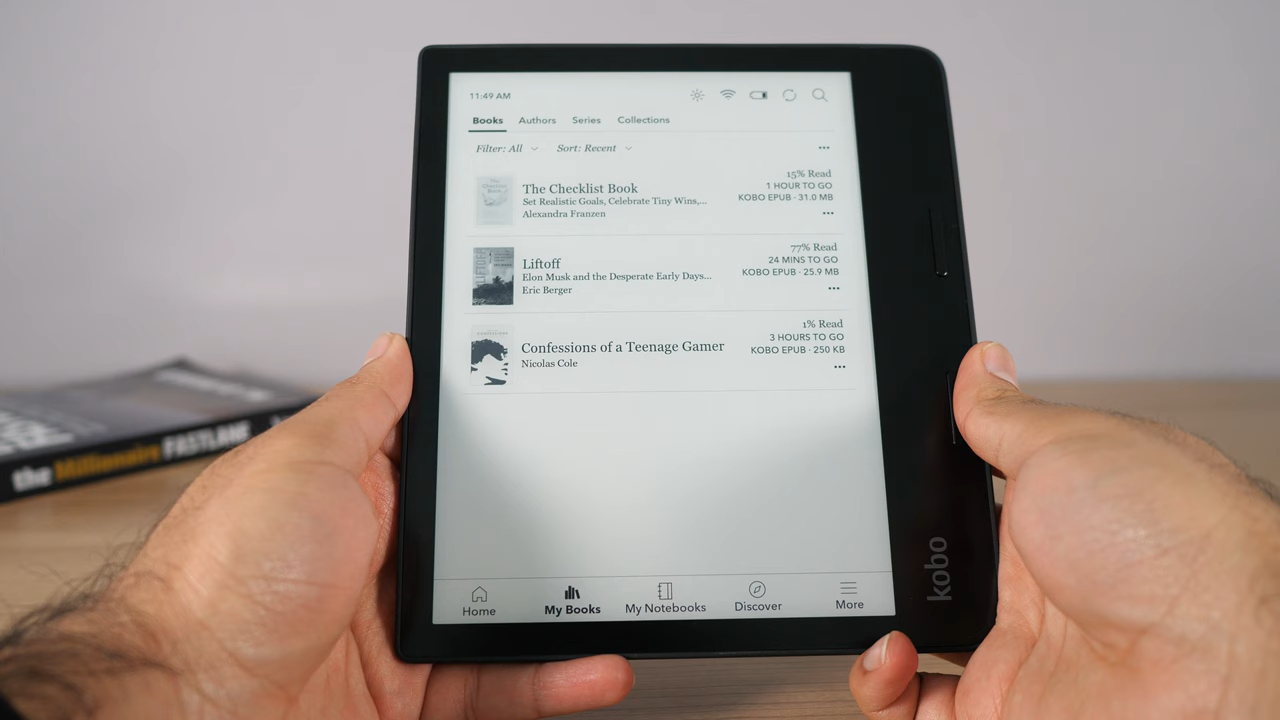 11:49 AM
Books Authors Series Collections
Filter: All Sort: Recent
The Checklist Book
Set Realistic Goals, Celebrate Tiny Wins,...
Alexandra Franzen
15% Read
1 HOUR TO GO
KOBO EPUB · 31.0 MB
Liftoff
Elon Musk and the Desperate Early Days...
Eric Berger
77% Read
24 MINS TO GO
KOBO EPUB · 25.9 MB
Confessions of a Teenage Gamer
Nicolas Cole
1% Read
3 HOURS TO GO
KOBO EPUB · 250 KB
Home My Books My Notebooks Discover More
kobo
the Millionaire FASTLANE